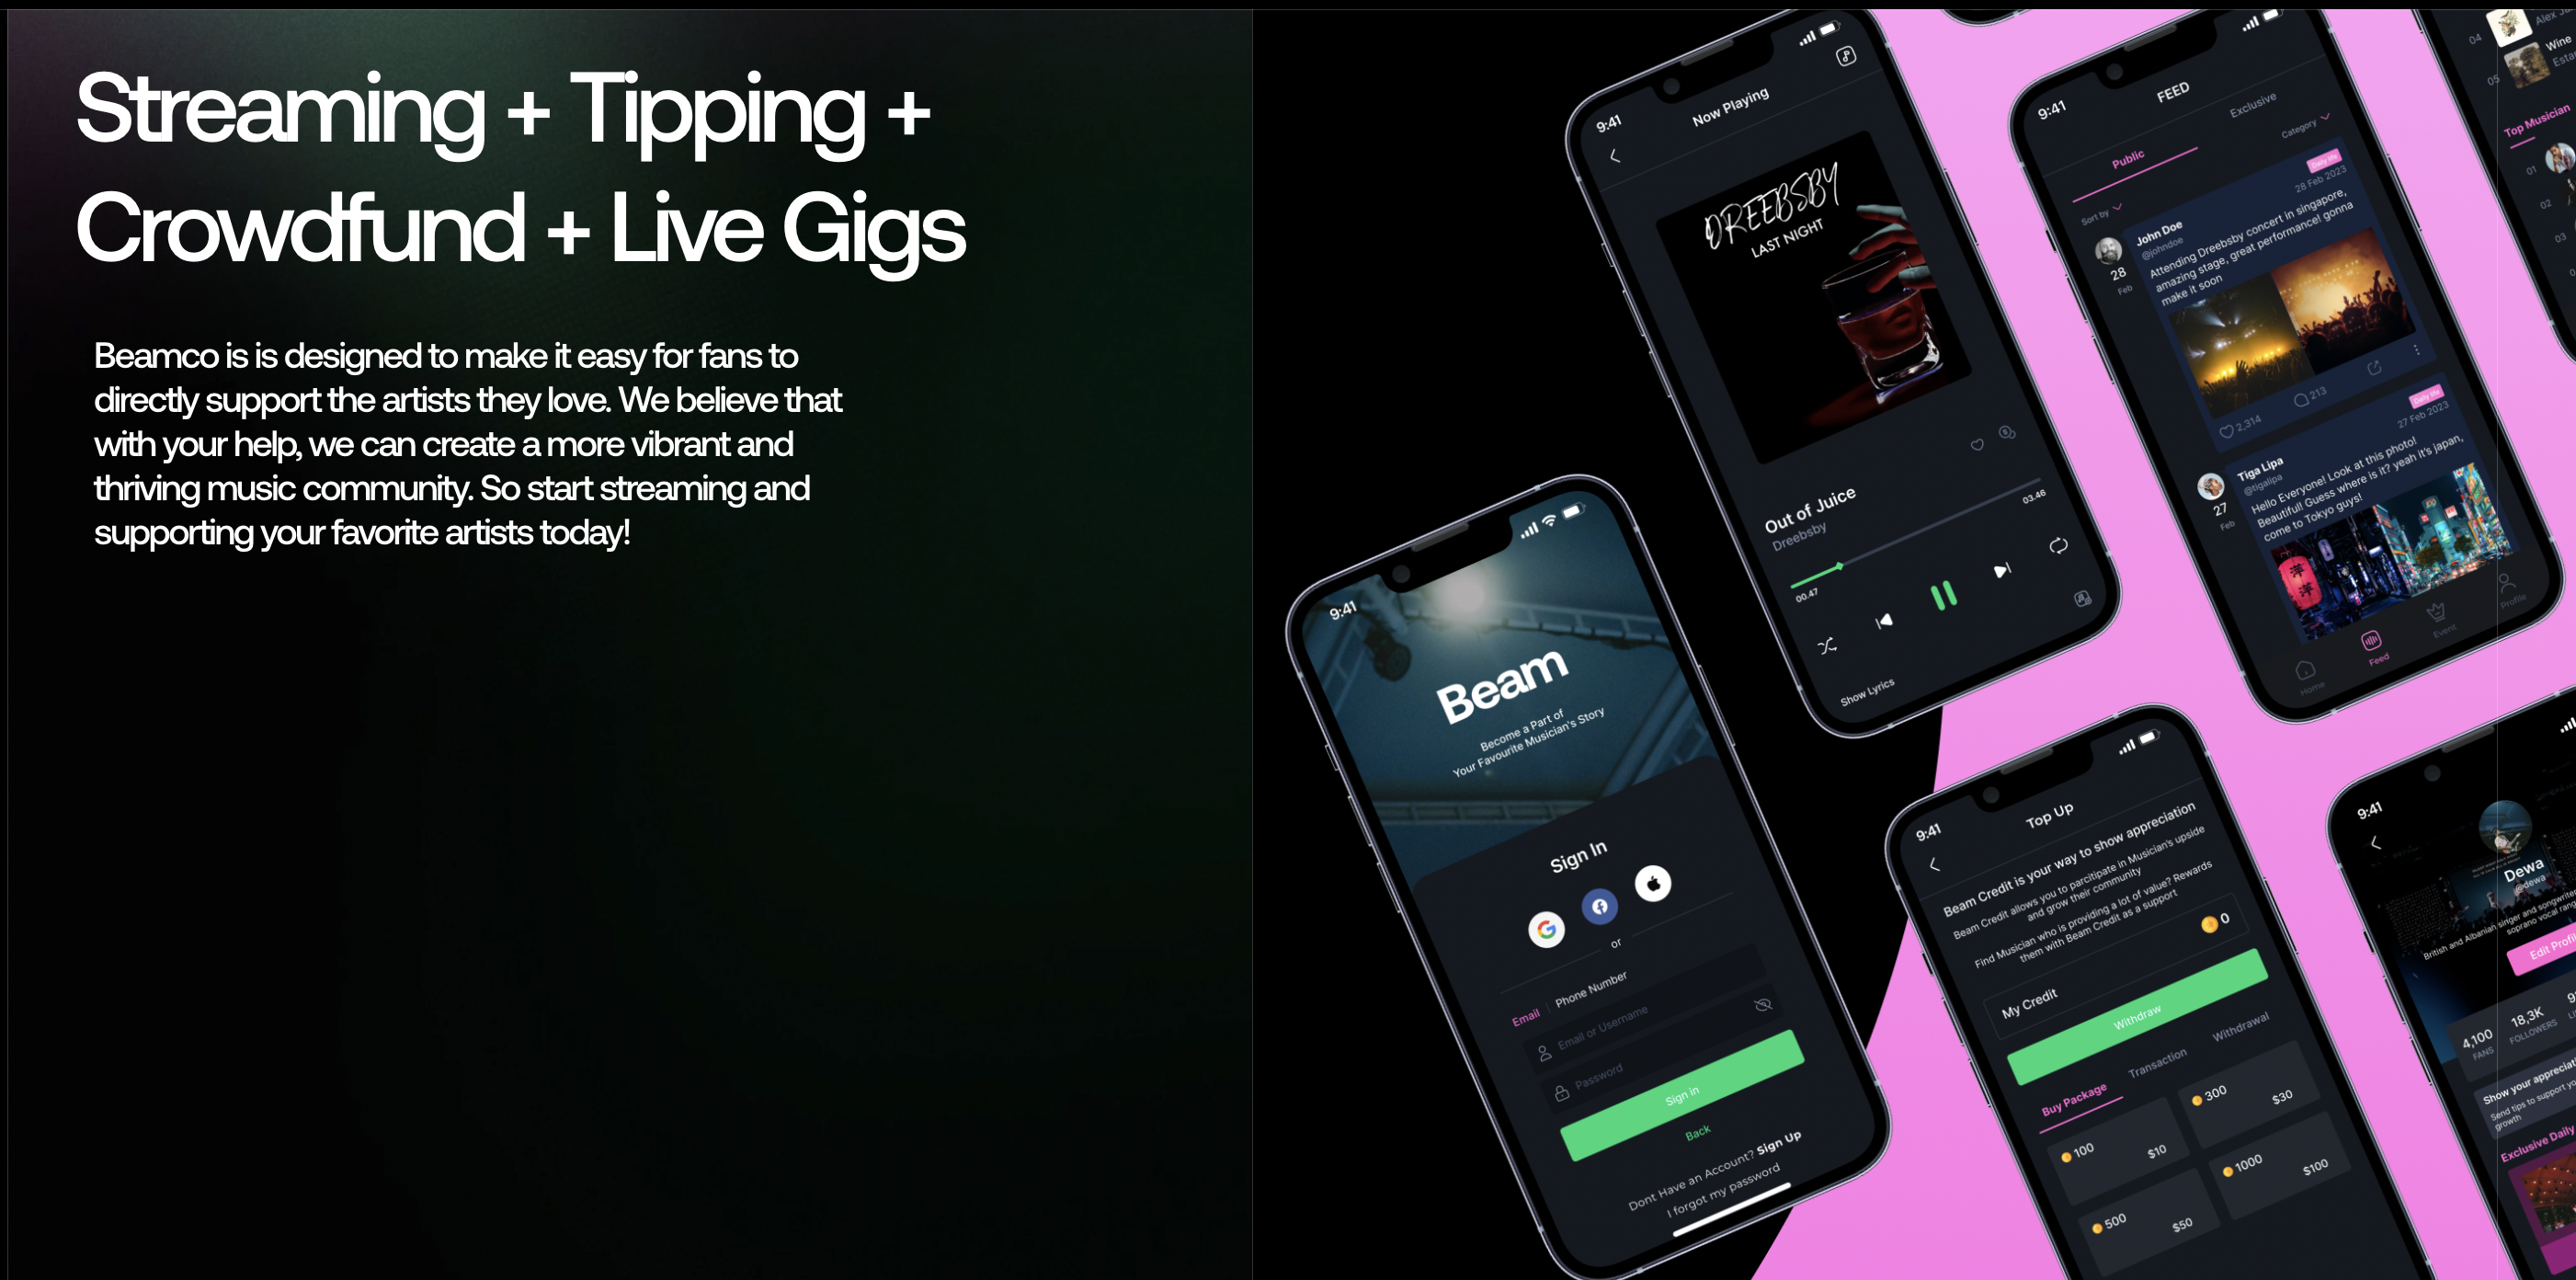 Streaming + Tipping +
Crowdfund + Live Gigs
Beamco is is designed to make it easy for fans to
directly support the artists they love. We believe that
with your help, we can create a more vibrant and
thriving music community. So start streaming and
supporting your favorite artists today!
9:41
Beam
Become a Part of
Your Favourite Musician's Story
Sign In
or
Email | Phone Number
Email or Username
Password
Sign in
Back
Dont Have an Account? Sign Up
I forgot my password
9:41
Now Playing
DREEBSBY
LAST NIGHT
Out of Juice
Dreebsby
00.47
03.46
Show Lyrics
9:41
FEED
Public
Exclusive
Sort by
Category
Daily life
28 Feb 2023
John Doe
@johndoe
28
Feb
Attending Dreebsby concert in singapore,
amazing stage, great performance! gonna
make it soon
2,314
213
Daily life
27 Feb 2023
Tiga Lipa
@tigalipa
27
Feb
Hello Everyone! Look at this photo!
Beautiful! Guess where is it? yeah it's japan,
come to Tokyo guys!
Home
Feed
Event
Profile
04
05
Wine
Top Musician
01
02
03
9:41
Top Up
Beam Credit is your way to show appreciation
Beam Credit allows you to parcitipate in Musician's upside
and grow their community
Find Musician who is providing a lot of value? Rewards
them with Beam Credit as a support
My Credit
0
Withdraw
Buy Package
Transaction
Withdrawal
100
$10
300
$30
500
$50
1000
$100
9:41
Dewa
@dewa
British and Albanian singer and songwriter
soprano vocal
Edit
4,100
FANS
18,3K
FOLLOWERS
Show your
Send tips to support
growth
Exclusive Daily